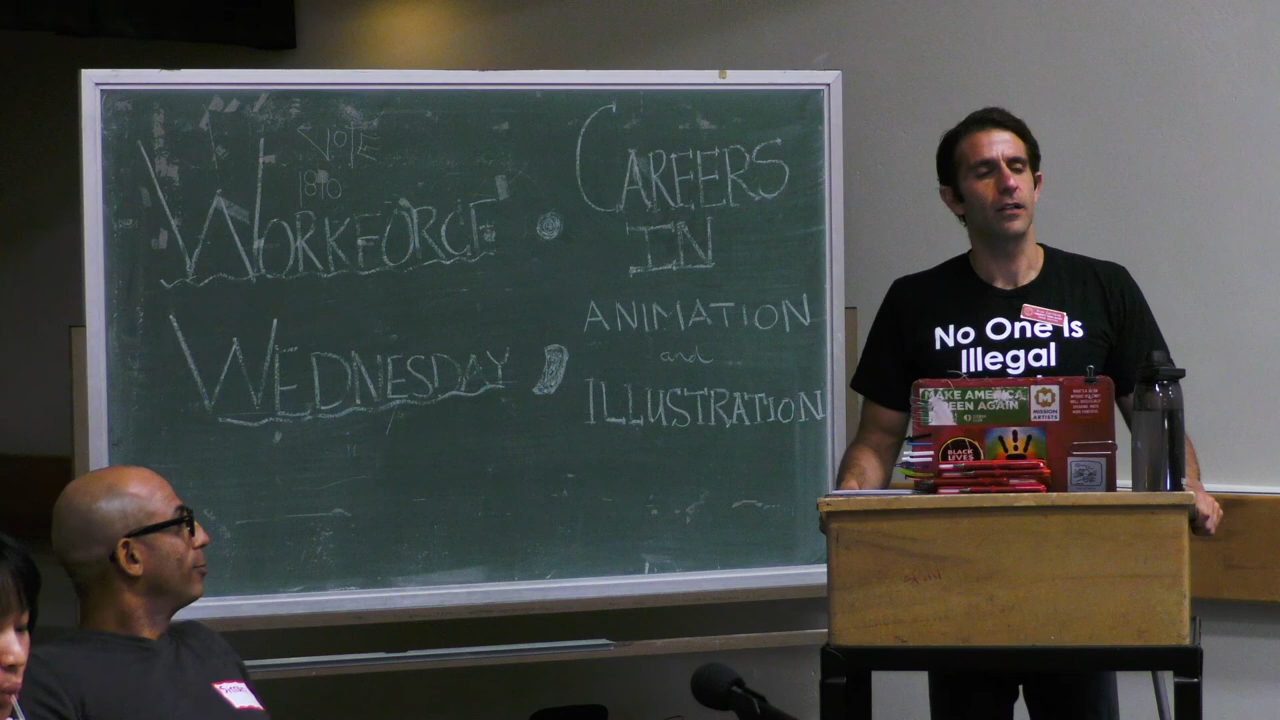 VOTE
1810
WORKFORCE
WEDNESDAY
CAREERS
IN
ANIMATION
and
ILLUSTRATION
No One Is
Illegal
MAKE AMERICA
GREEN AGAIN
MISSION
ARTISTS
BLACK
LIVES